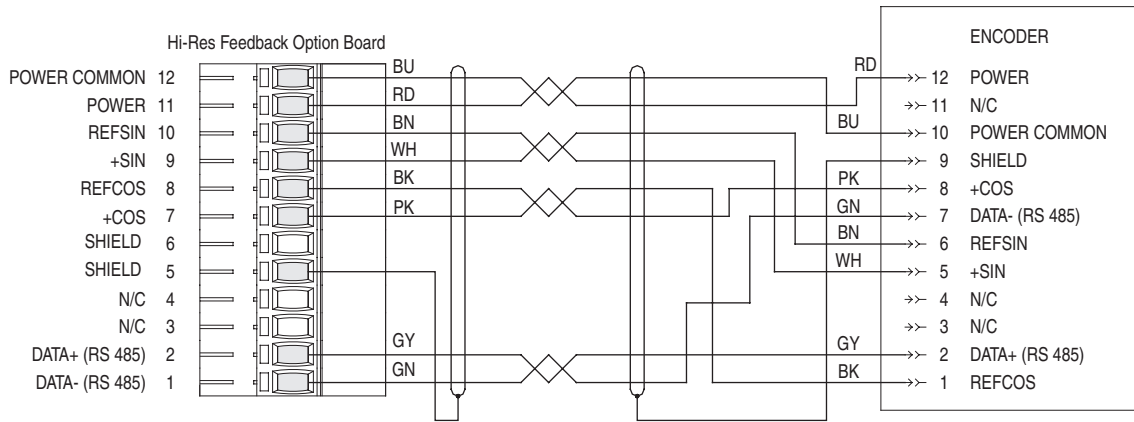 Hi-Res Feedback Option Board
POWER COMMON 12
POWER 11
REFSIN 10
+SIN 9
REFCOS 8
+COS 7
SHIELD 6
SHIELD 5
N/C 4
N/C 3
DATA+ (RS 485) 2
DATA- (RS 485) 1
BU
RD
BN
WH
BK
PK
GY
GN
RD
BU
PK
GN
BN
WH
GY
BK
ENCODER
12 POWER
11 N/C
10 POWER COMMON
9 SHIELD
8 +COS
7 DATA- (RS 485)
6 REFSIN
5 +SIN
4 N/C
3 N/C
2 DATA+ (RS 485)
1 REFCOS